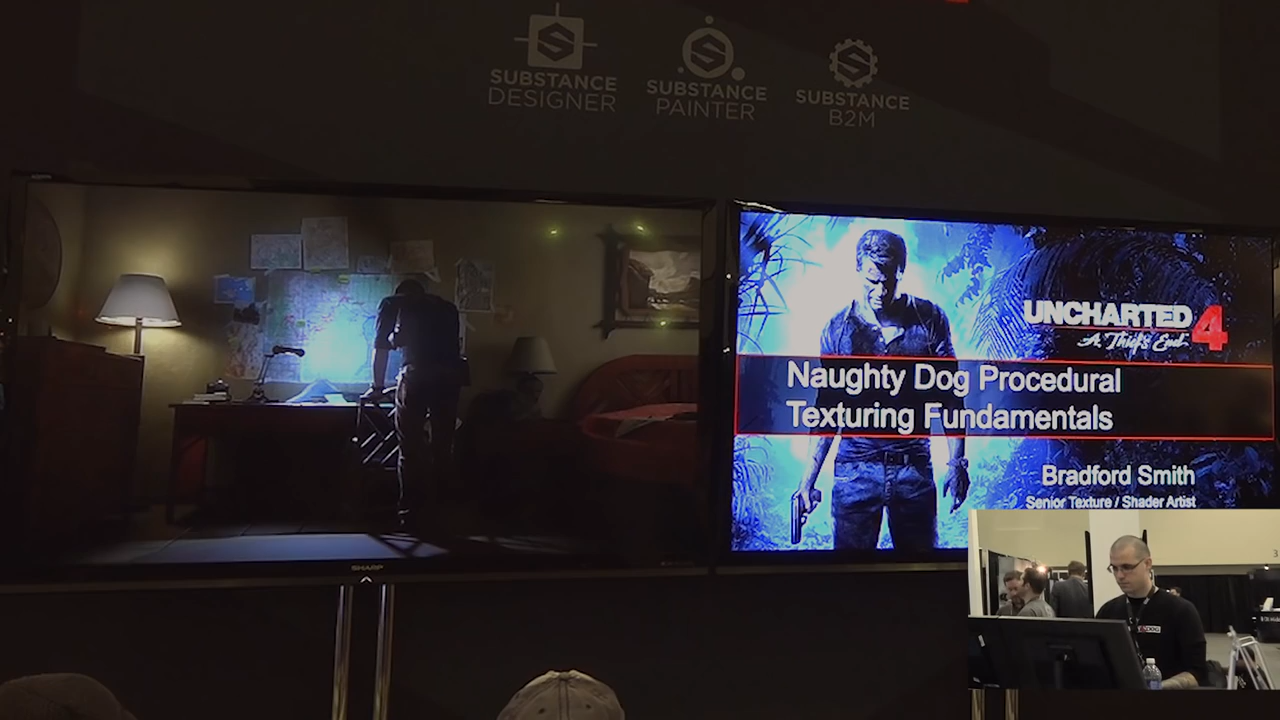 SUBSTANCE
DESIGNER
SUBSTANCE
PAINTER
SUBSTANCE
B2M
UNCHARTED 4
A Thief's End
Naughty Dog Procedural
Texturing Fundamentals
Bradford Smith
Senior Texture / Shader Artist
SHARP